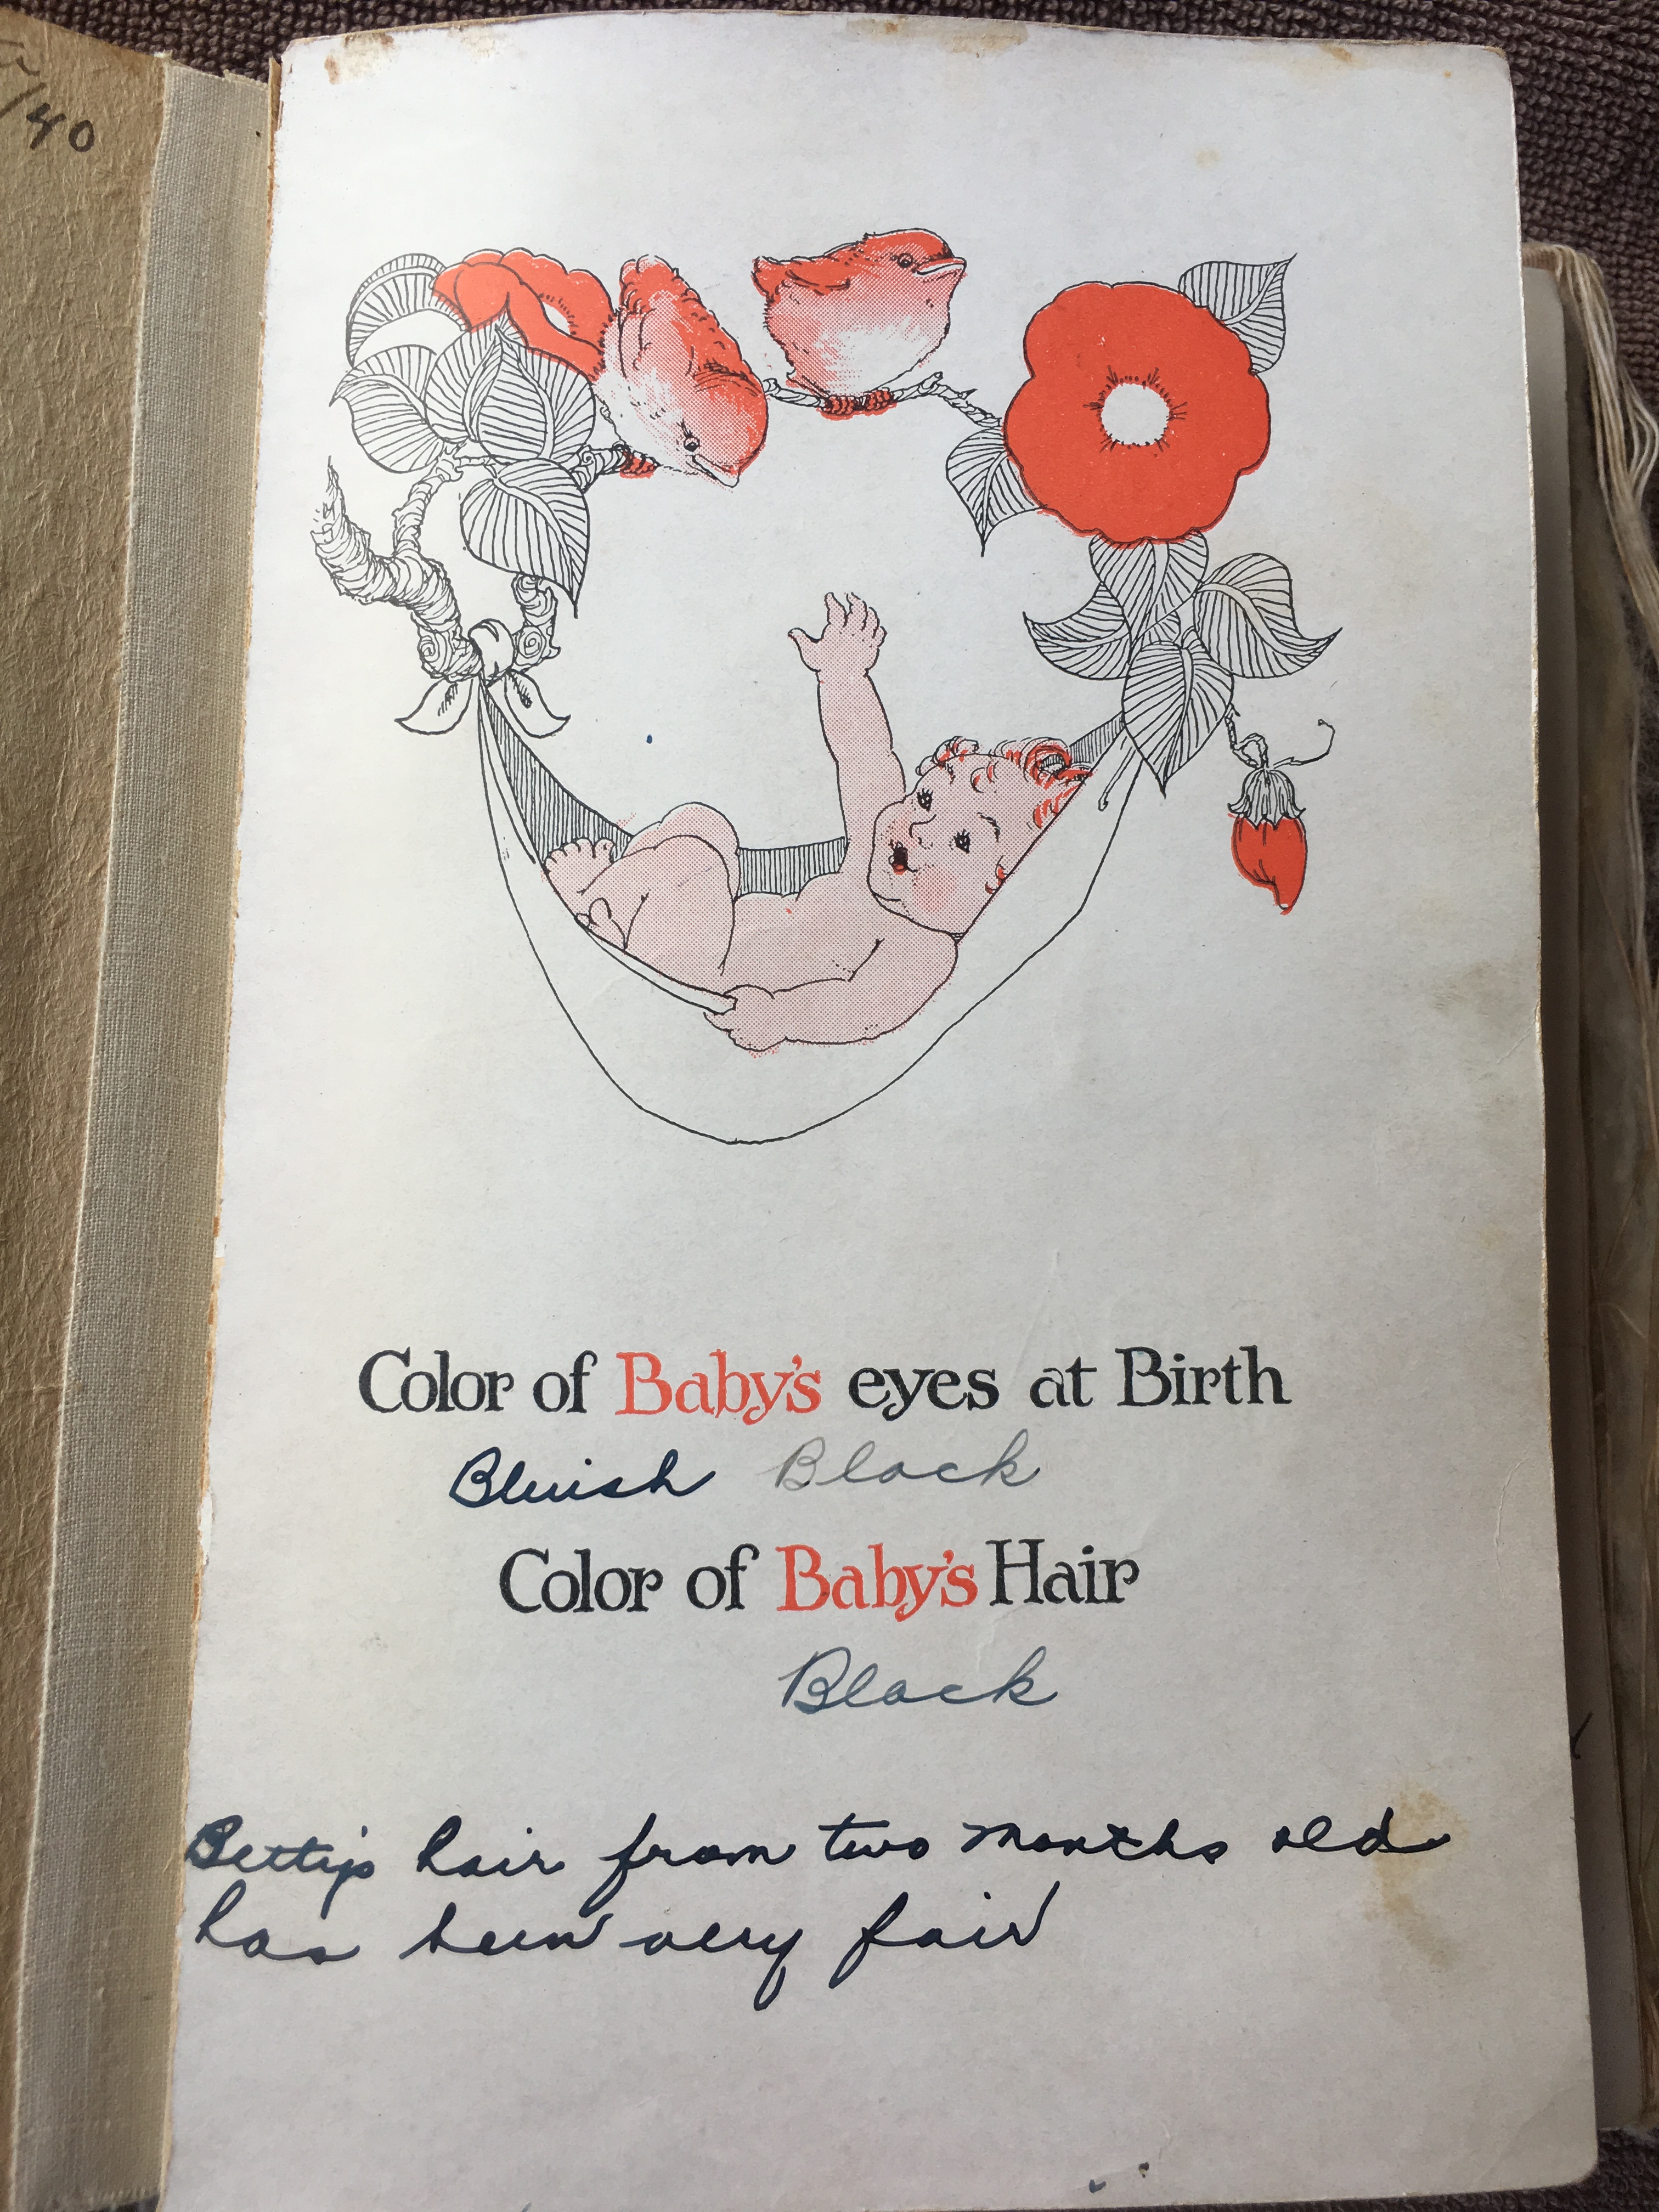 /40
Color of Baby's eyes at Birth
Bluish Black
Color of Baby's Hair
Black
Betty's hair from two months old
has been very fair